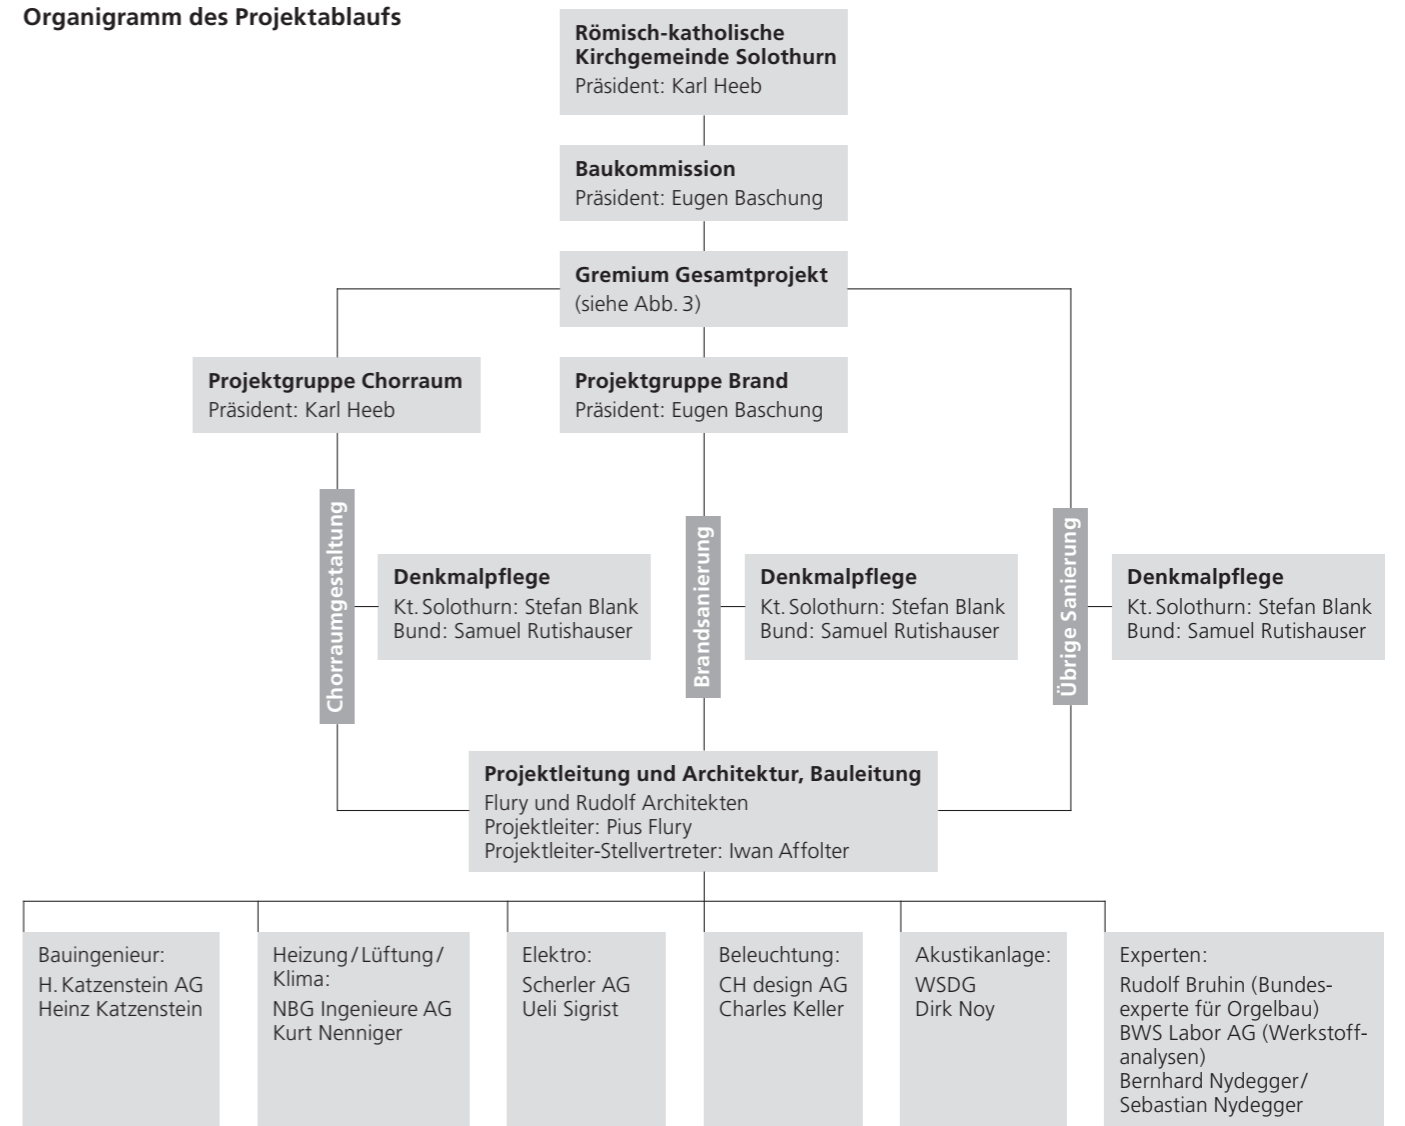 Organigramm des Projektablaufs
Römisch-katholische
Kirchgemeinde Solothurn
Präsident: Karl Heeb
Baukommission
Präsident: Eugen Baschung
Gremium Gesamtprojekt
(siehe Abb. 3)
Projektgruppe Chorraum
Präsident: Karl Heeb
Projektgruppe Brand
Präsident: Eugen Baschung
Chorraumgestaltung
Denkmalpflege
Kt. Solothurn: Stefan Blank
Bund: Samuel Rutishauser
Brandsanierung
Denkmalpflege
Kt. Solothurn: Stefan Blank
Bund: Samuel Rutishauser
Übrige Sanierung
Denkmalpflege
Kt. Solothurn: Stefan Blank
Bund: Samuel Rutishauser
Projektleitung und Architektur, Bauleitung
Flury und Rudolf Architekten
Projektleiter: Pius Flury
Projektleiter-Stellvertreter: Iwan Affolter
Bauingenieur:
H. Katzenstein AG
Heinz Katzenstein
Heizung / Lüftung /
Klima:
NBG Ingenieure AG
Kurt Nenniger
Elektro:
Scherler AG
Ueli Sigrist
Beleuchtung:
CH design AG
Charles Keller
Akustikanlage:
WSDG
Dirk Noy
Experten:
Rudolf Bruhin (Bundes-
experte für Orgelbau)
BWS Labor AG (Werkstoff-
analysen)
Bernhard Nydegger /
Sebastian Nydegger